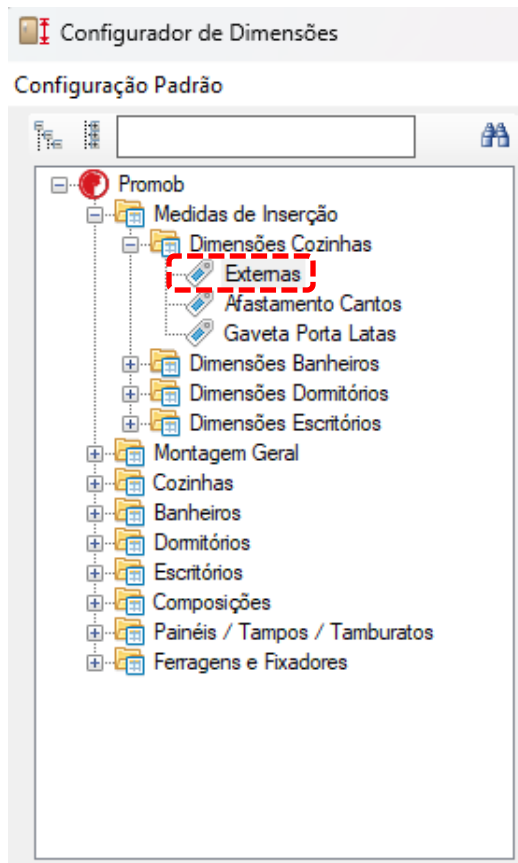 Configurador de Dimensões
Configuração Padrão
Promob
Medidas de Inserção
Dimensões Cozinhas
Externas
Afastamento Cantos
Gaveta Porta Latas
Dimensões Banheiros
Dimensões Dormitórios
Dimensões Escritórios
Montagem Geral
Cozinhas
Banheiros
Dormitórios
Escritórios
Composições
Painéis / Tampos / Tamburatos
Ferragens e Fixadores